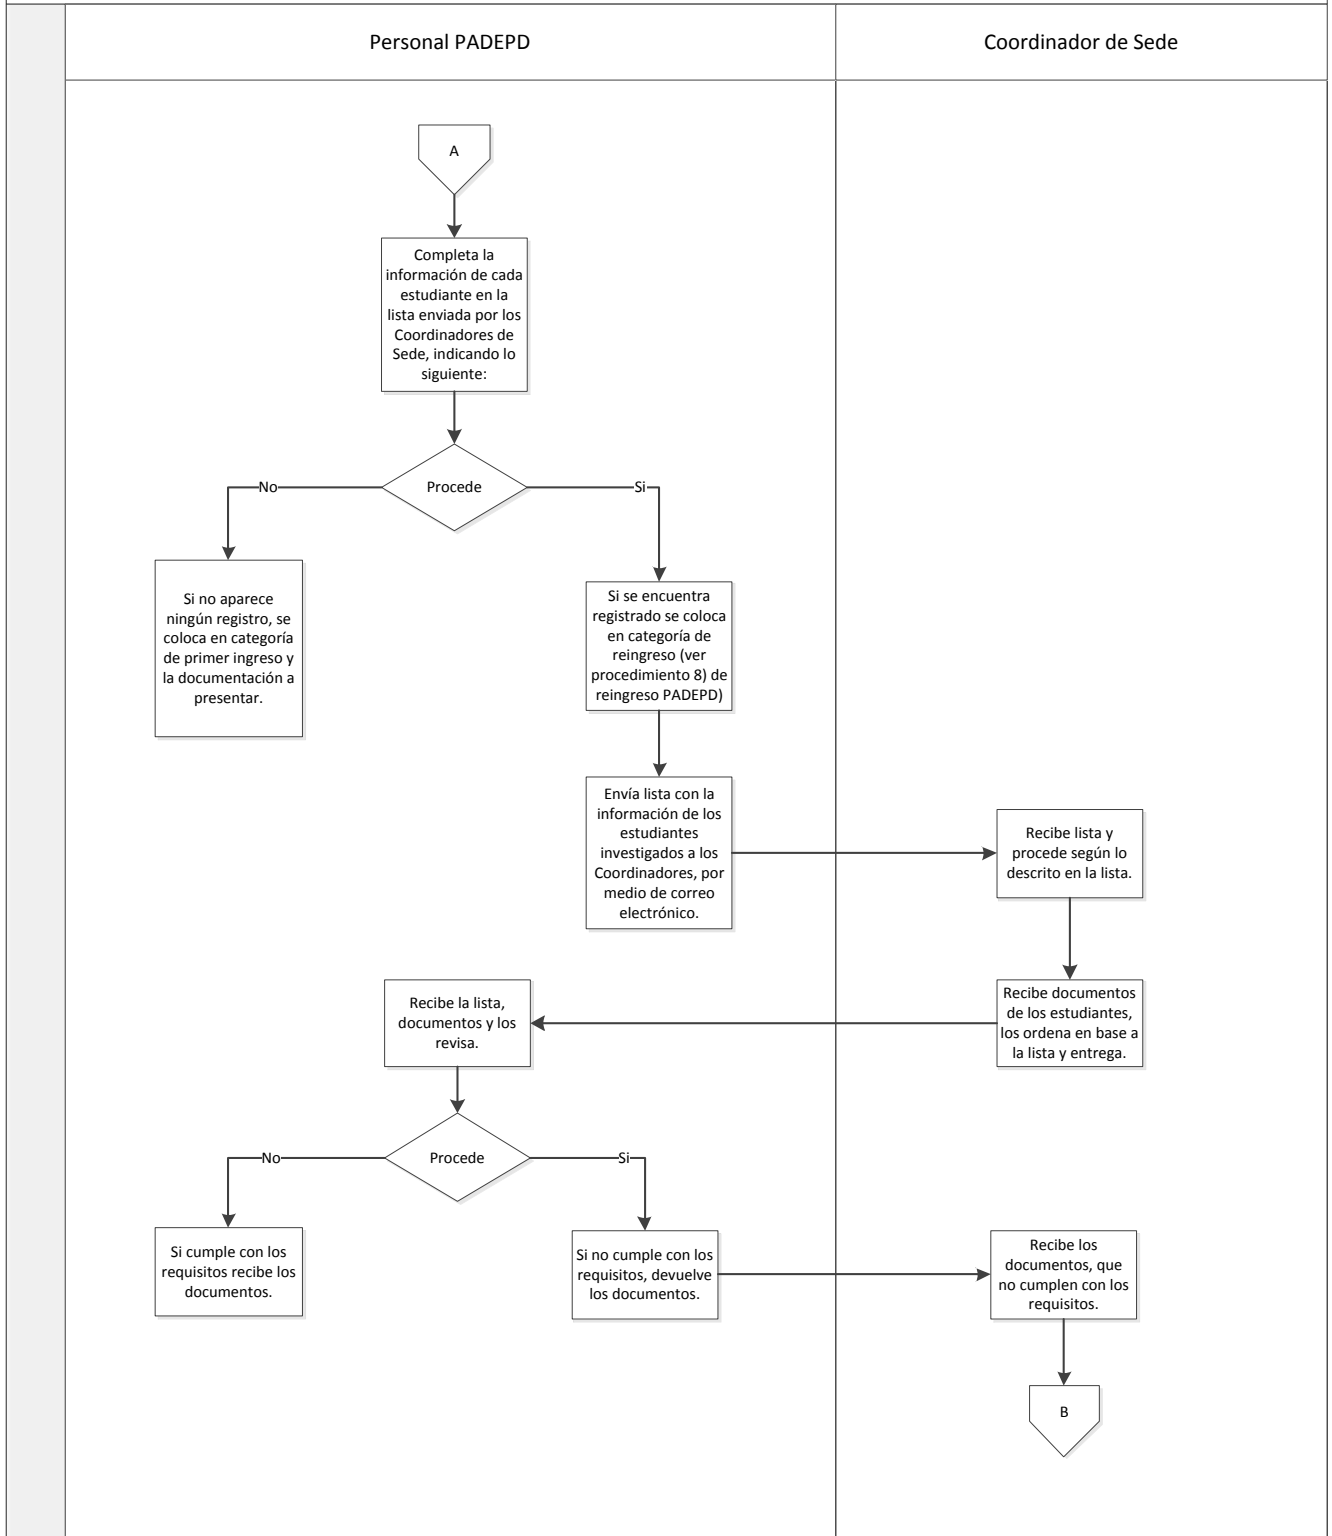 Personal PADEPD
Coordinador de Sede
A
Completa la
información de cada
estudiante en la
lista enviada por los
Coordinadores de
Sede, indicando lo
siguiente:
No
Procede
Si
Si no aparece
ningún registro, se
coloca en categoría
de primer ingreso y
la documentación a
presentar.
Si se encuentra
registrado se coloca
en categoría de
reingreso (ver
procedimiento 8) de
reingreso PADEPD)
Envía lista con la
información de los
estudiantes
investigados a los
Coordinadores, por
medio de correo
electrónico.
Recibe lista y
procede según lo
descrito en la lista.
Recibe documentos
de los estudiantes,
los ordena en base a
la lista y entrega.
Recibe la lista,
documentos y los
revisa.
No
Procede
Si
Si cumple con los
requisitos recibe los
documentos.
Si no cumple con los
requisitos, devuelve
los documentos.
Recibe los
documentos, que
no cumplen con los
requisitos.
B